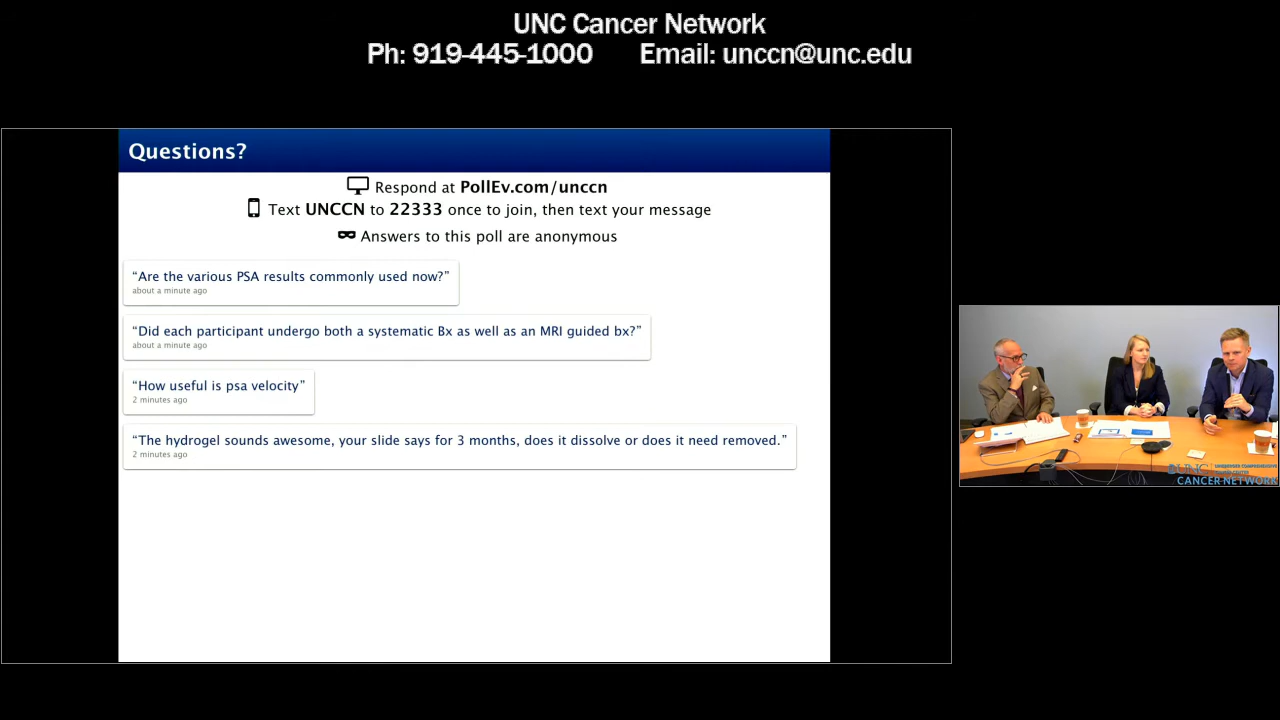 UNC Cancer Network
Ph: 919-445-1000 Email: unccn@unc.edu
Questions?
Respond at PollEv.com/unccn
Text UNCCN to 22333 once to join, then text your message
Answers to this poll are anonymous
“Are the various PSA results commonly used now?”
about a minute ago
“Did each participant undergo both a systematic Bx as well as an MRI guided bx?”
about a minute ago
“How useful is psa velocity”
2 minutes ago
“The hydrogel sounds awesome, your slide says for 3 months, does it dissolve or does it need removed.”
2 minutes ago
UNC
CANCER NETWORK